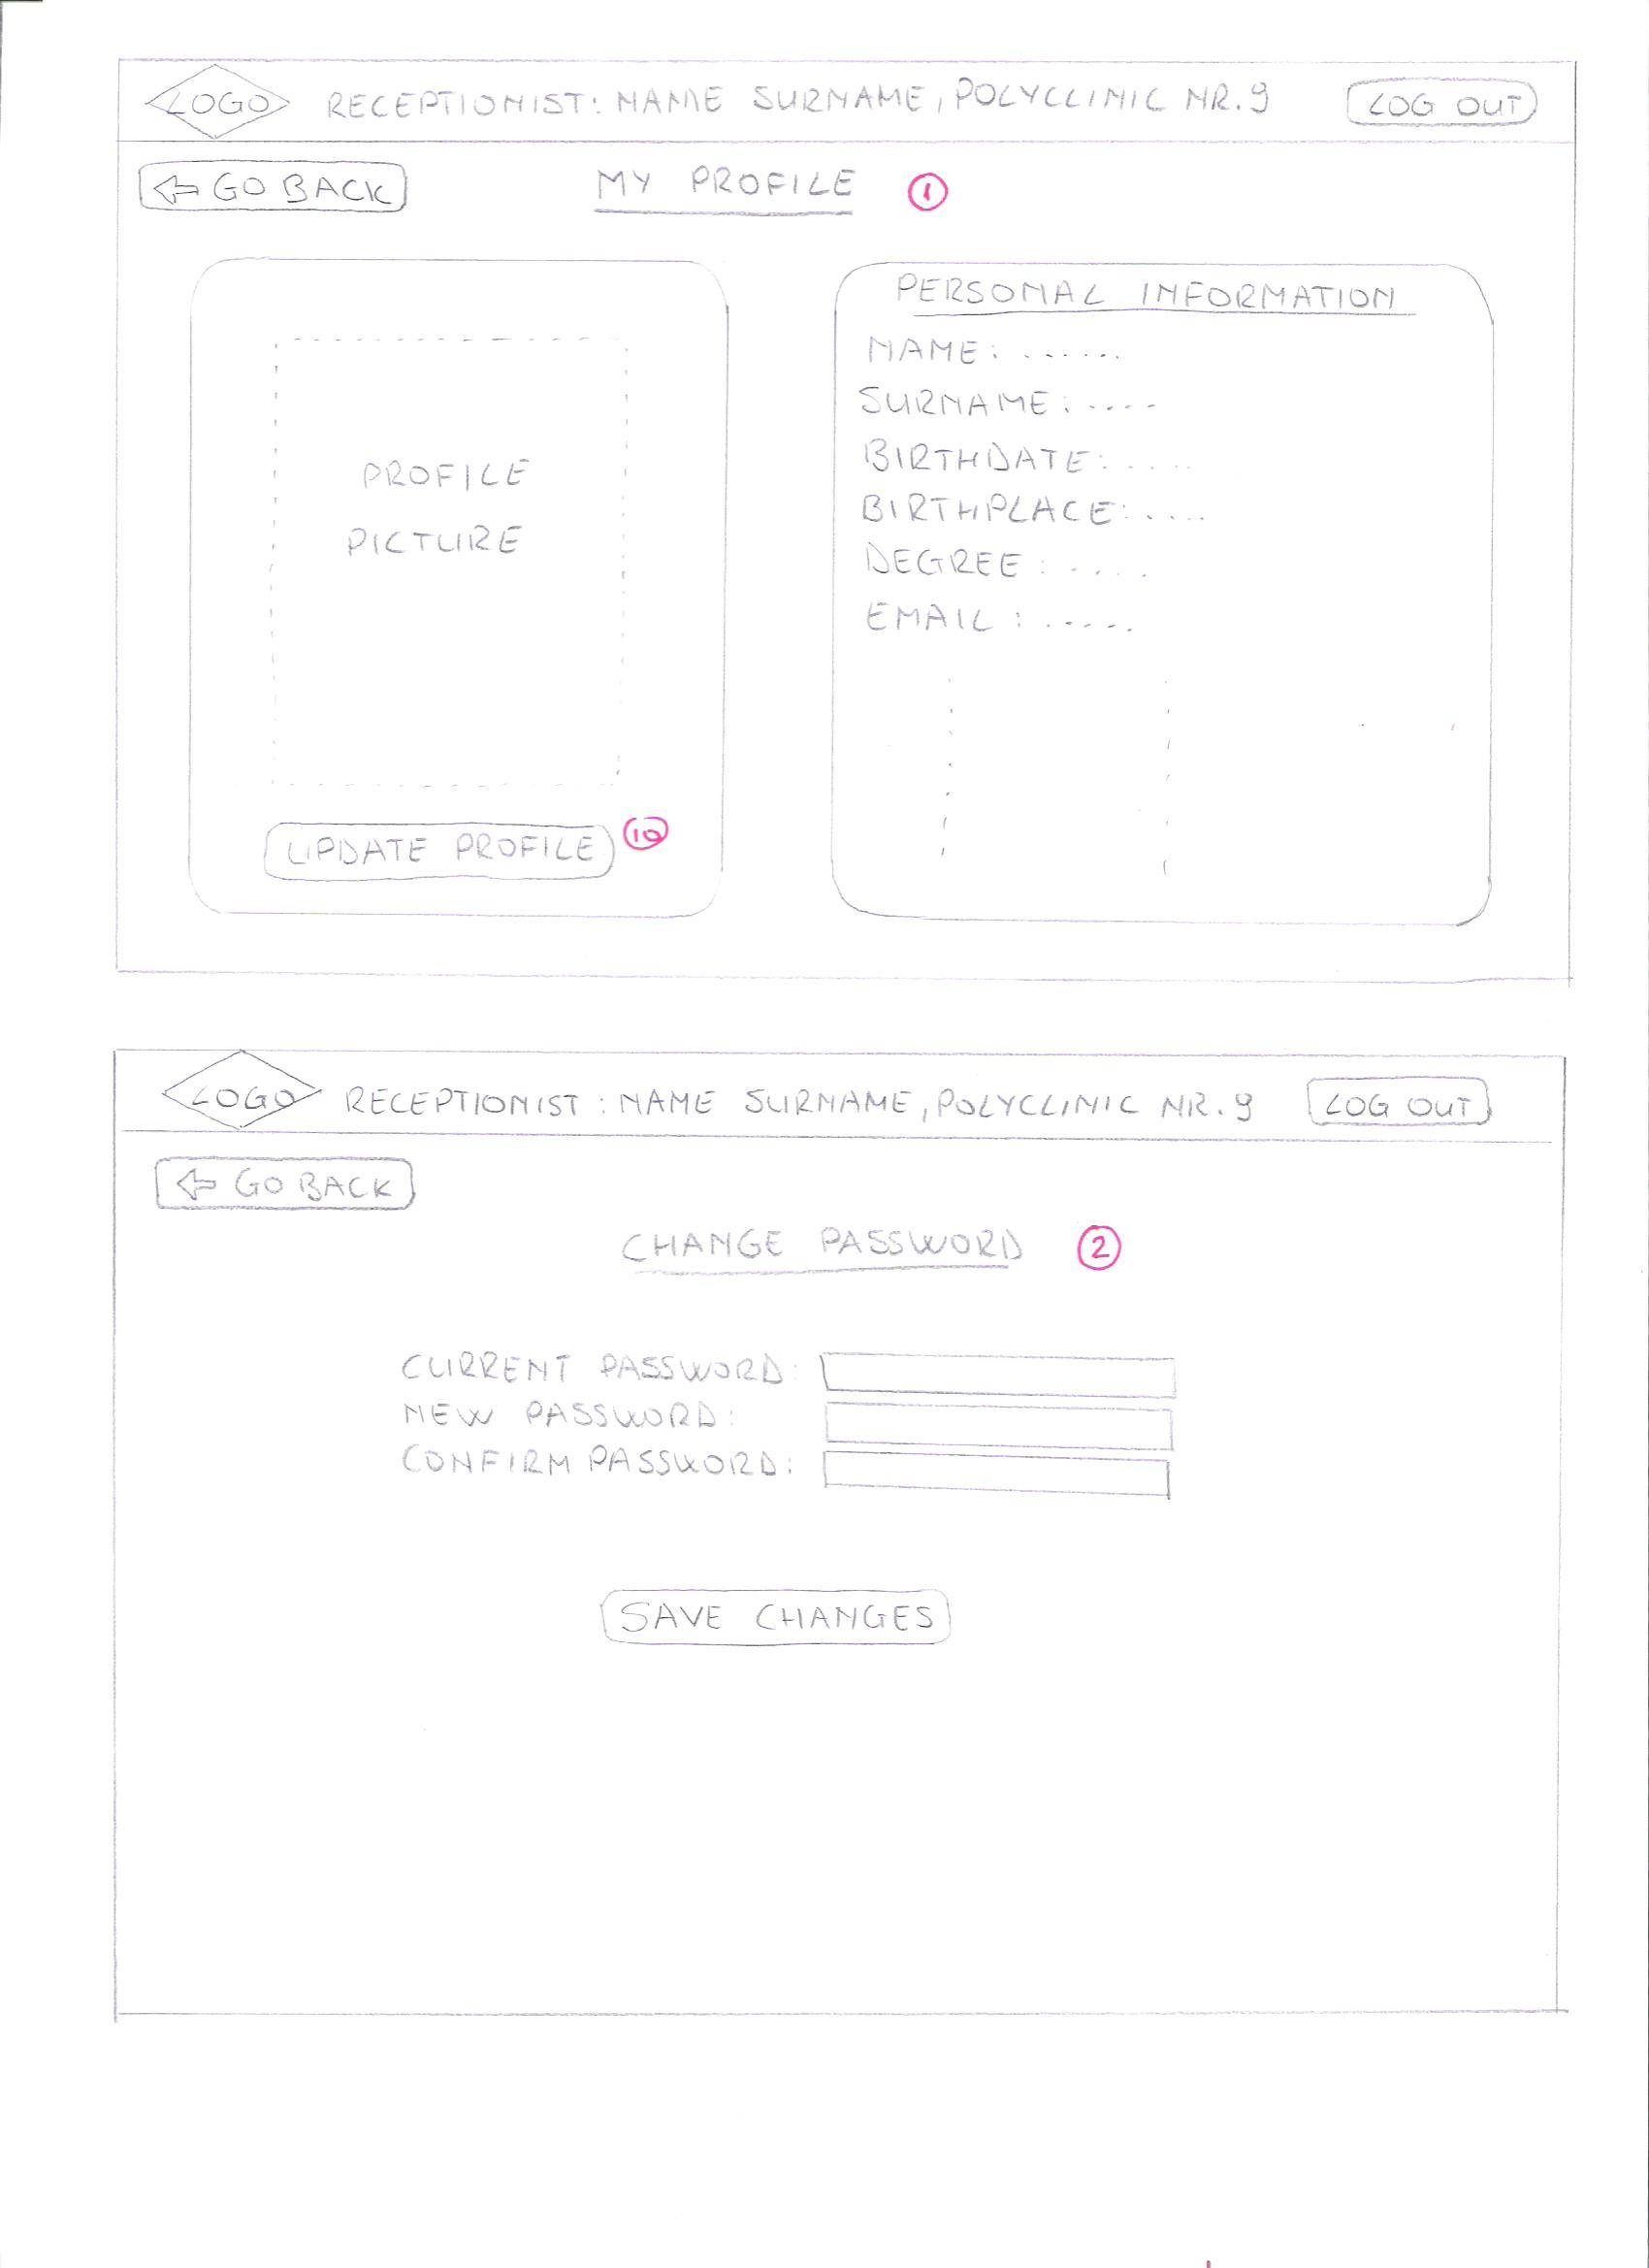 LOGO RECEPTIONIST: NAME SURNAME, POLYCLINIC NR.9 LOG OUT
GO BACK MY PROFILE 1
PERSONAL INFORMATION
NAME: ......
SURNAME: ....
BIRTHDATE: ....
PROFILE
BIRTHPLACE: ....
PICTURE
DEGREE: ....
EMAIL: .....
UPDATE PROFILE
LOGO RECEPTIONIST: NAME SURNAME, POLYCLINIC NR.9 LOG OUT
GO BACK
CHANGE PASSWORD 2
CURRENT PASSWORD:
NEW PASSWORD:
CONFIRM PASSWORD:
SAVE CHANGES